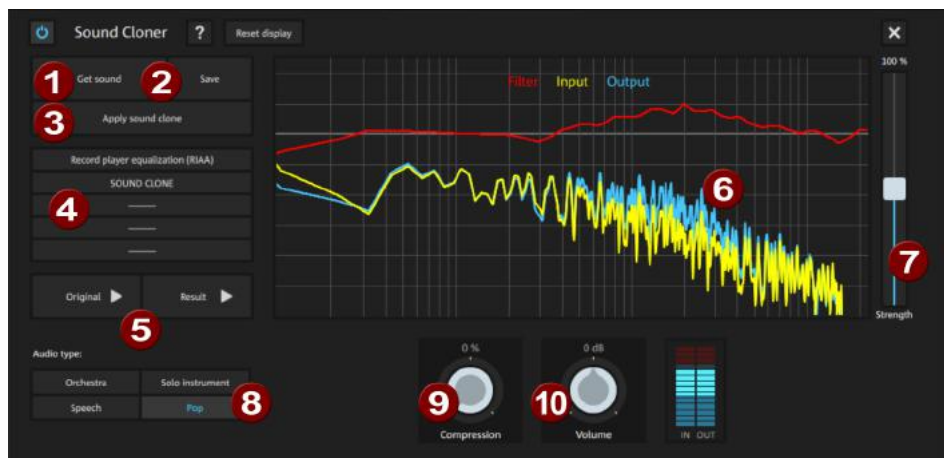 Sound Cloner ? Reset display
100 %
1 Get sound 2 Save
3 Apply sound clone
Filter Input Output
Record player equalization (RIAA)
SOUND CLONE
4
6
7
Original Result
5
Strength
Audio type:
Orchestra Solo instrument
Speech Pop 8
0 %
9
Compression
0 dB
10
Volume
IN OUT